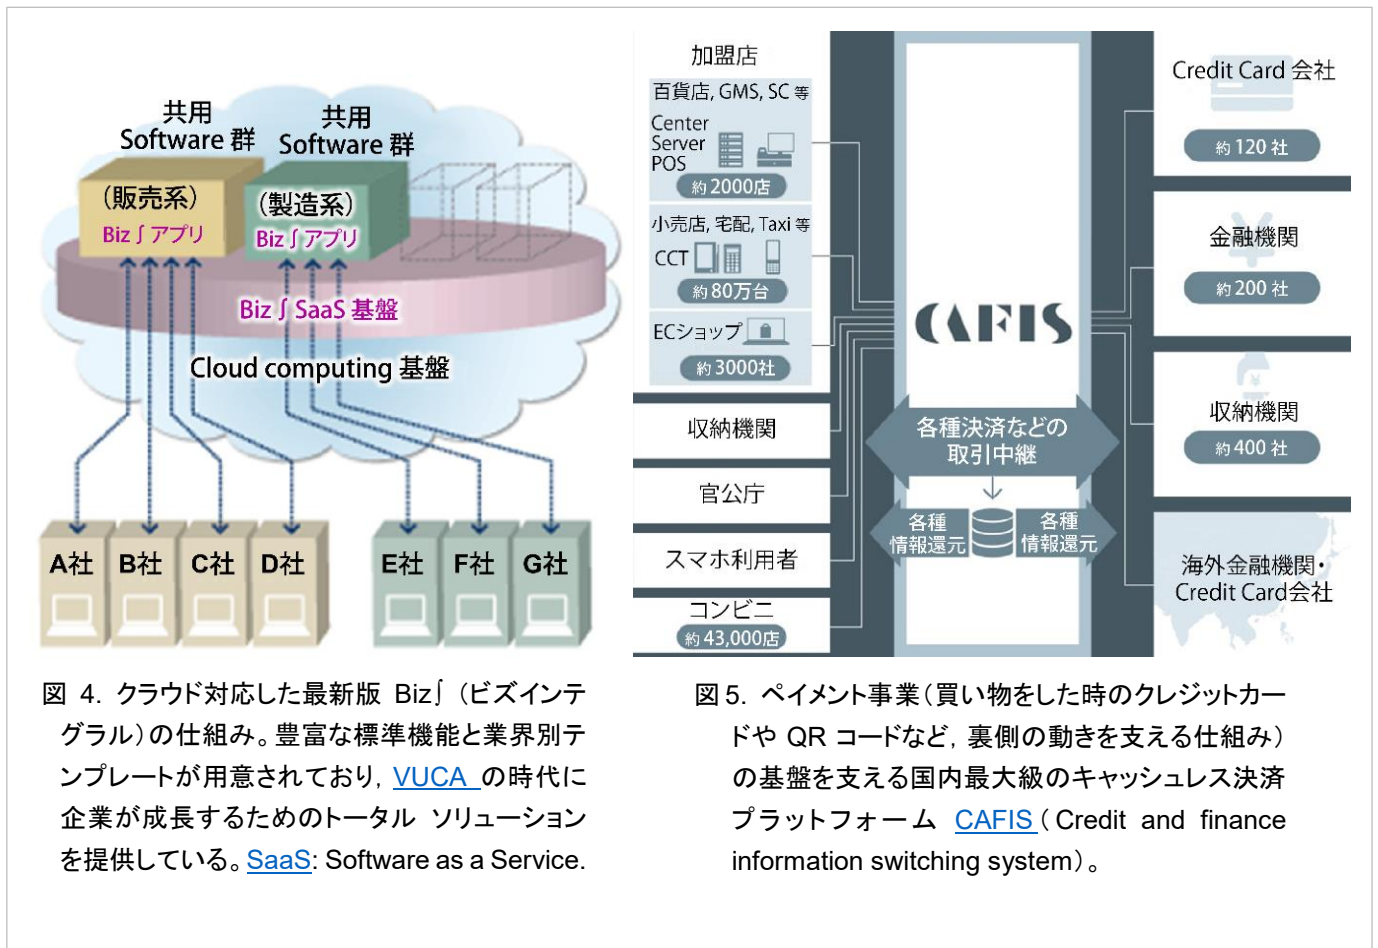 共用
Software 群
共用
Software 群
(販売系)
Biz∫アプリ
(製造系)
Biz∫アプリ
Biz∫SaaS 基盤
Cloud computing 基盤
A社
B社
C社
D社
E社
F社
G社
図 4. クラウド対応した最新版 Biz∫ (ビズインテ
グラル)の仕組み。豊富な標準機能と業界別テ
ンプレートが用意されており, VUCA の時代に
企業が成長するためのトータル ソリューション
を提供している。SaaS: Software as a Service.
加盟店
百貨店, GMS, SC 等
Center
Server
POS
約2000店
小売店, 宅配, Taxi 等
CCT
約80万台
ECショップ
約3000社
収納機関
官公庁
スマホ利用者
コンビニ
約43,000店
CAFIS
各種決済などの
取引中継
各種
情報還元
各種
情報還元
Credit Card 会社
約120 社
金融機関
約200 社
収納機関
約400 社
海外金融機関・
Credit Card会社
図5. ペイメント事業(買い物をした時のクレジットカー
ドや QR コードなど, 裏側の動きを支える仕組み)
の基盤を支える国内最大級のキャッシュレス決済
プラットフォーム CAFIS(Credit and finance
information switching system)。